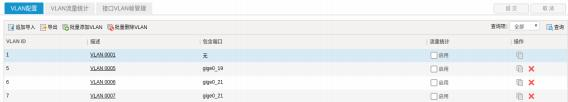 VLAN配置 VLAN流量统计 接口VLAN帧管理 提交 取消
追加导入 导出 批量添加VLAN 批量删除VLAN 查询项: 全部 查询
VLAN ID 描述 包含端口 流量统计 操作
1 VLAN 0001 无 启用
5 VLAN 0005 gige0_19 启用
6 VLAN 0006 gige0_21 启用
7 VLAN 0007 gige0_21 启用